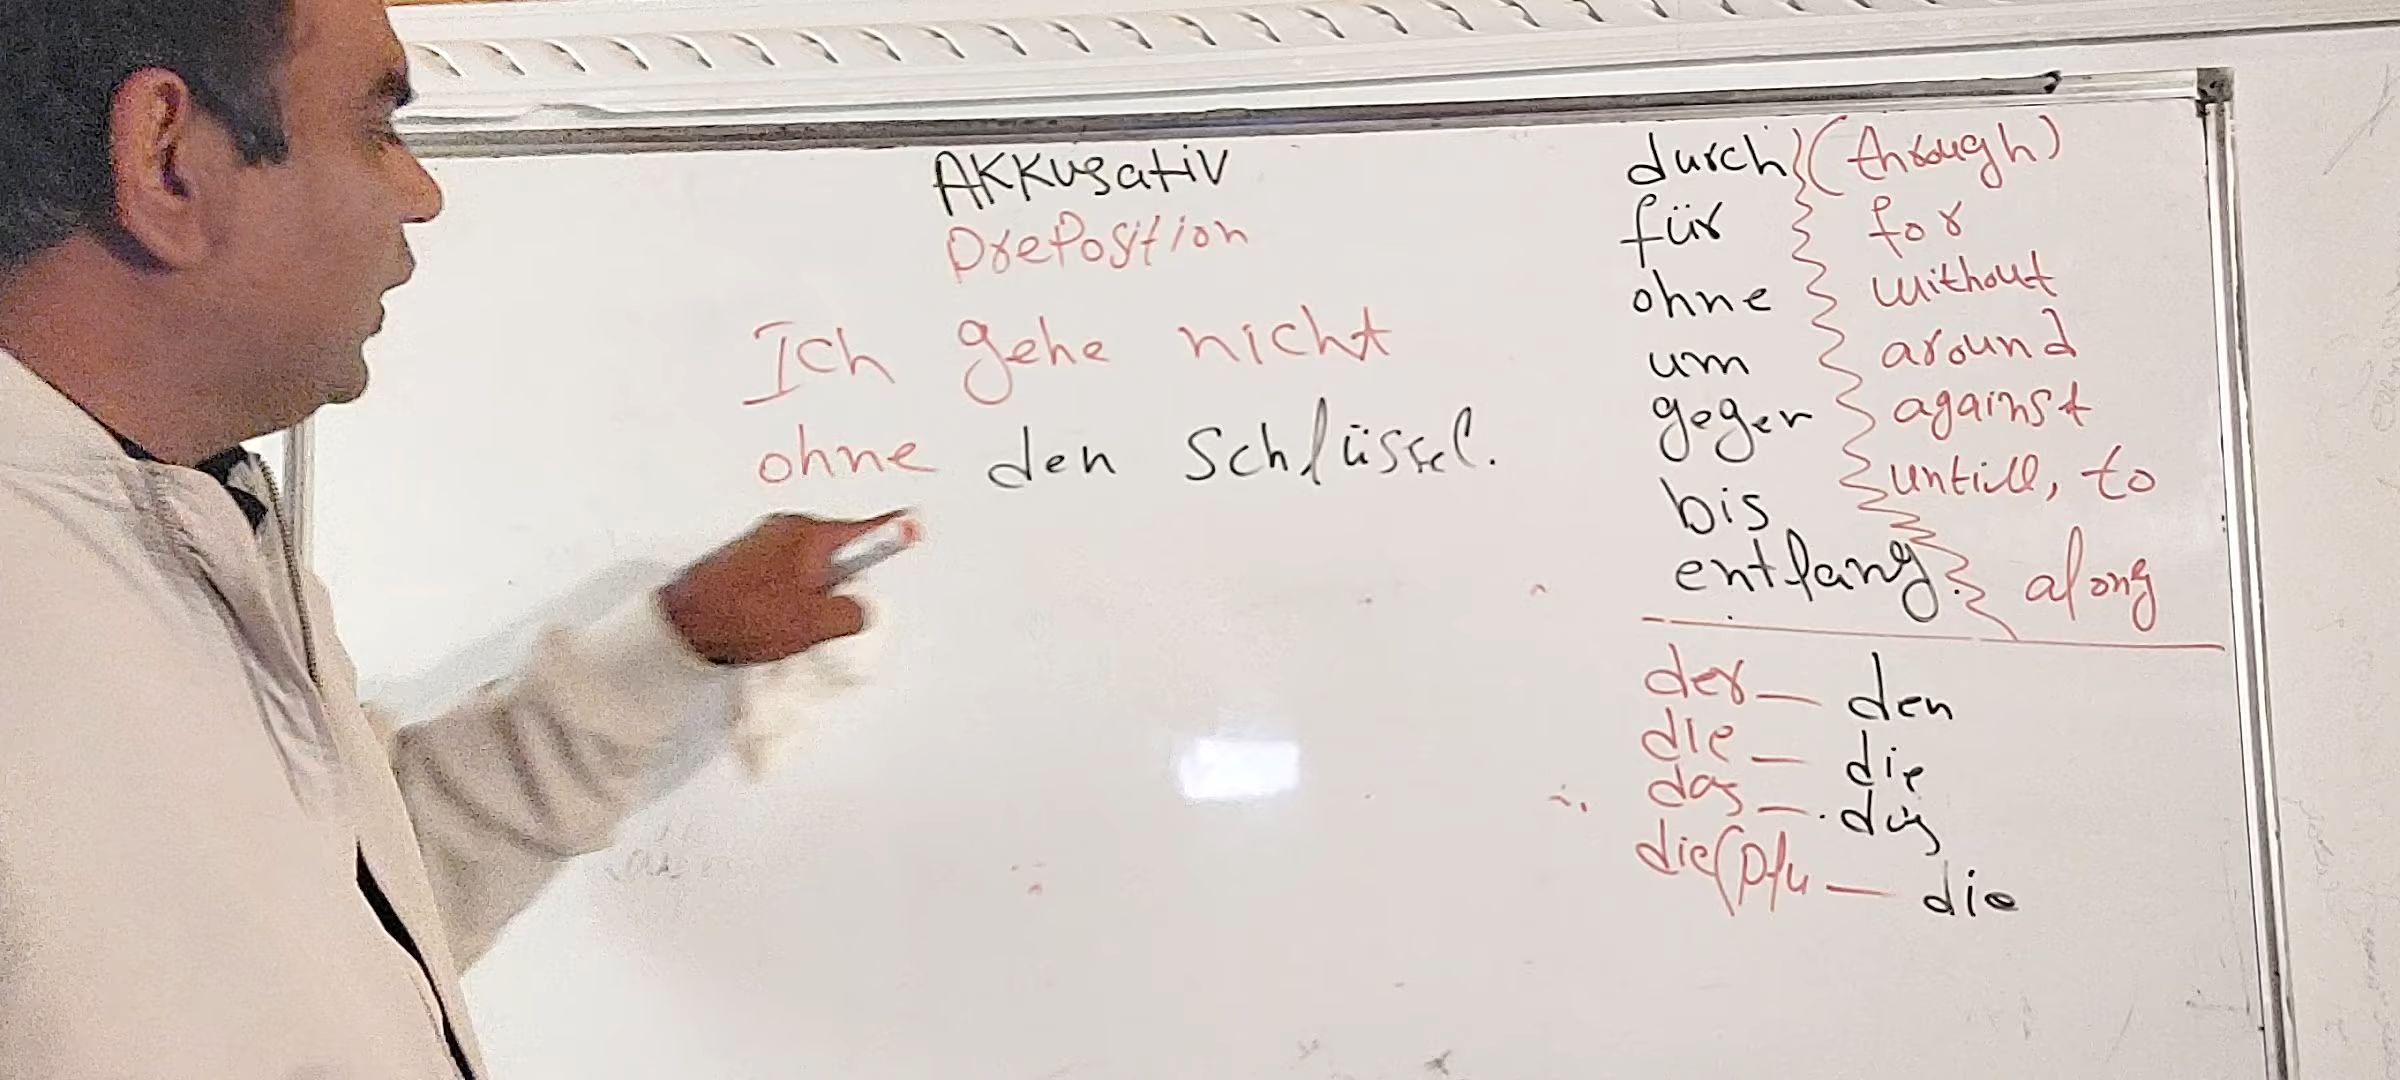 AKKusativ
Preposition
Ich gehe nicht
ohne den Schlüssel.
durch (through)
für for
ohne without
um around
gegen against
bis untill, to
entlang along
der — den
die — die
das — das
die (plu — die